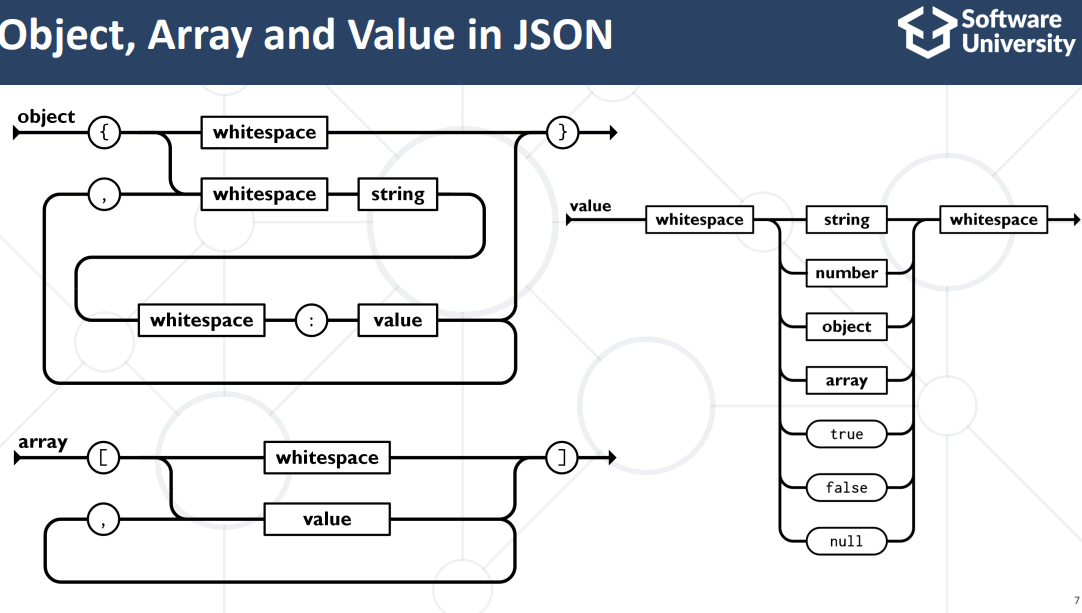 Object, Array and Value in JSON
Software
University
object
{
whitespace
}
,
whitespace
string
whitespace
:
value
array
[
whitespace
]
,
value
value
whitespace
string
whitespace
number
object
array
true
false
null
7